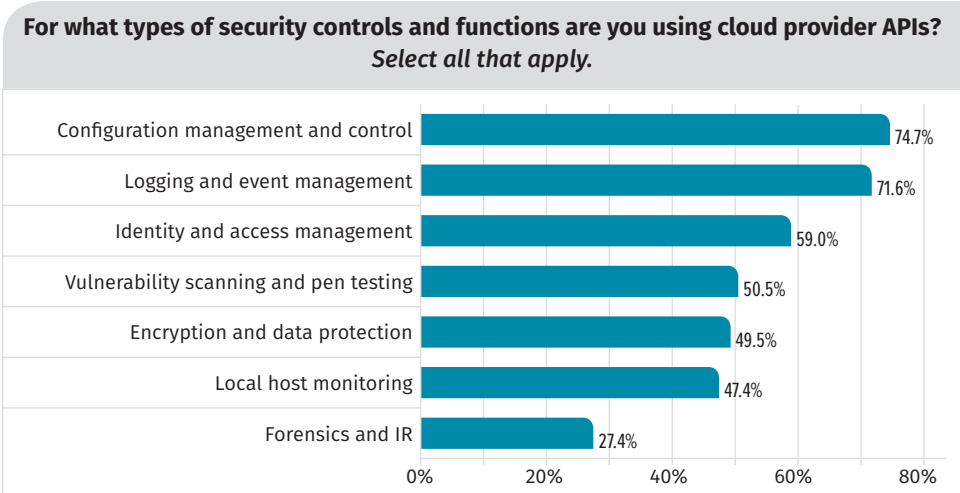 For what types of security controls and functions are you using cloud provider APIs?
Select all that apply.
Configuration management and control
74.7%
Logging and event management
71.6%
Identity and access management
59.0%
Vulnerability scanning and pen testing
50.5%
Encryption and data protection
49.5%
Local host monitoring
47.4%
Forensics and IR
27.4%
0% 20% 40% 60% 80%